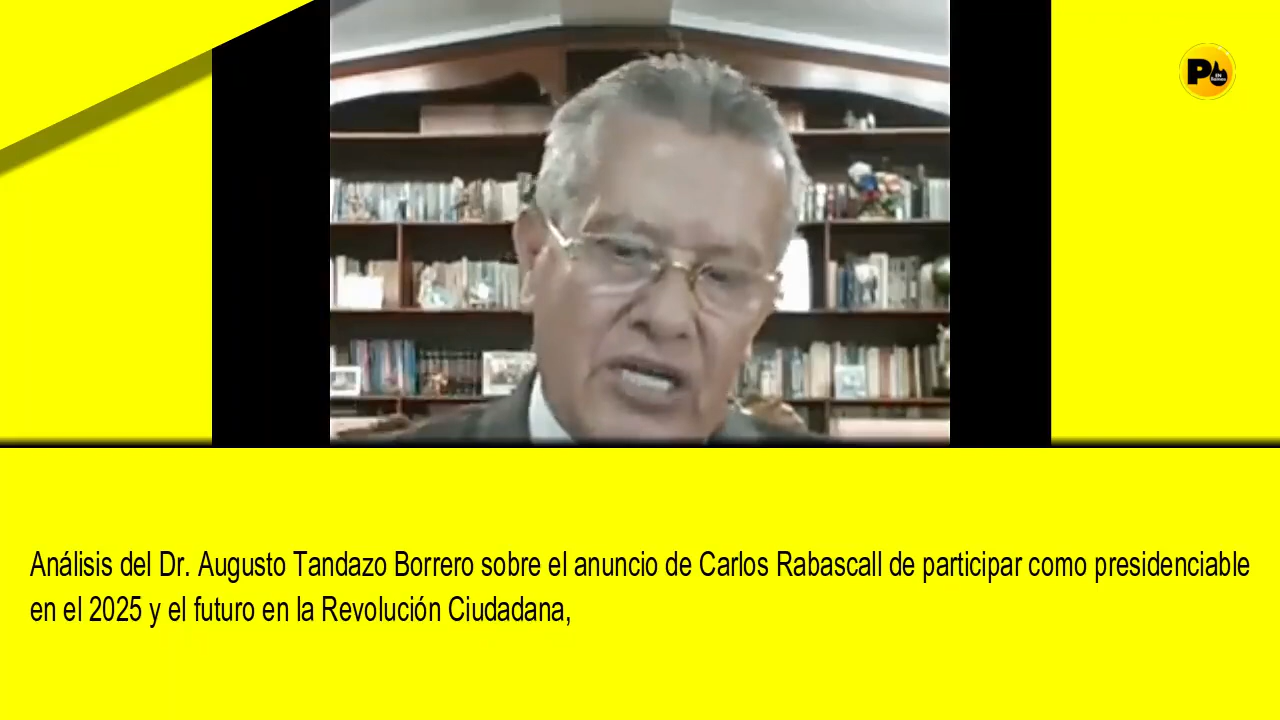 P
EN
Análisis del Dr. Augusto Tandazo Borrero sobre el anuncio de Carlos Rabascall de participar como presidenciable
en el 2025 y el futuro en la Revolución Ciudadana,